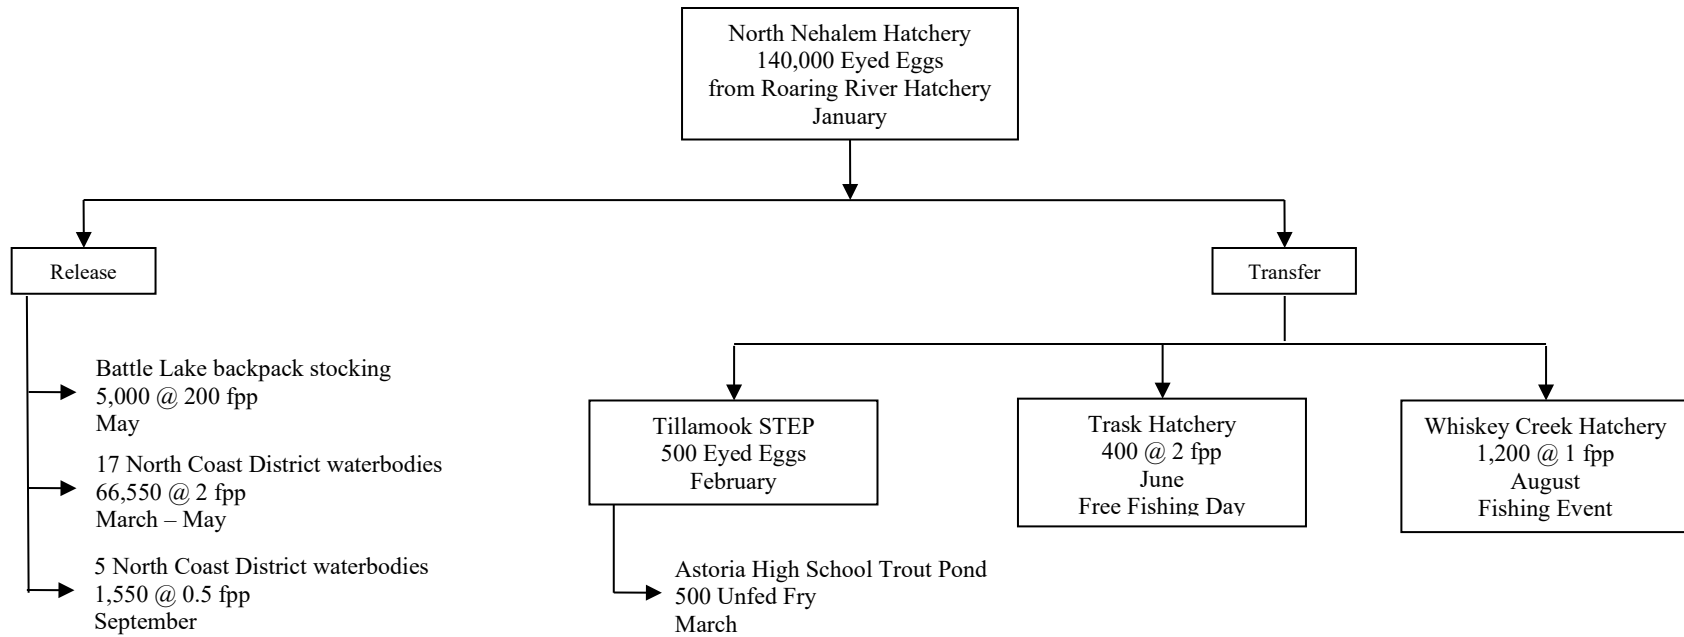 North Nehalem Hatchery
140,000 Eyed Eggs
from Roaring River Hatchery
January
Release
Transfer
Battle Lake backpack stocking
5,000 @ 200 fpp
May
17 North Coast District waterbodies
66,550 @ 2 fpp
March – May
5 North Coast District waterbodies
1,550 @ 0.5 fpp
September
Tillamook STEP
500 Eyed Eggs
February
Astoria High School Trout Pond
500 Unfed Fry
March
Trask Hatchery
400 @ 2 fpp
June
Free Fishing Day
Whiskey Creek Hatchery
1,200 @ 1 fpp
August
Fishing Event